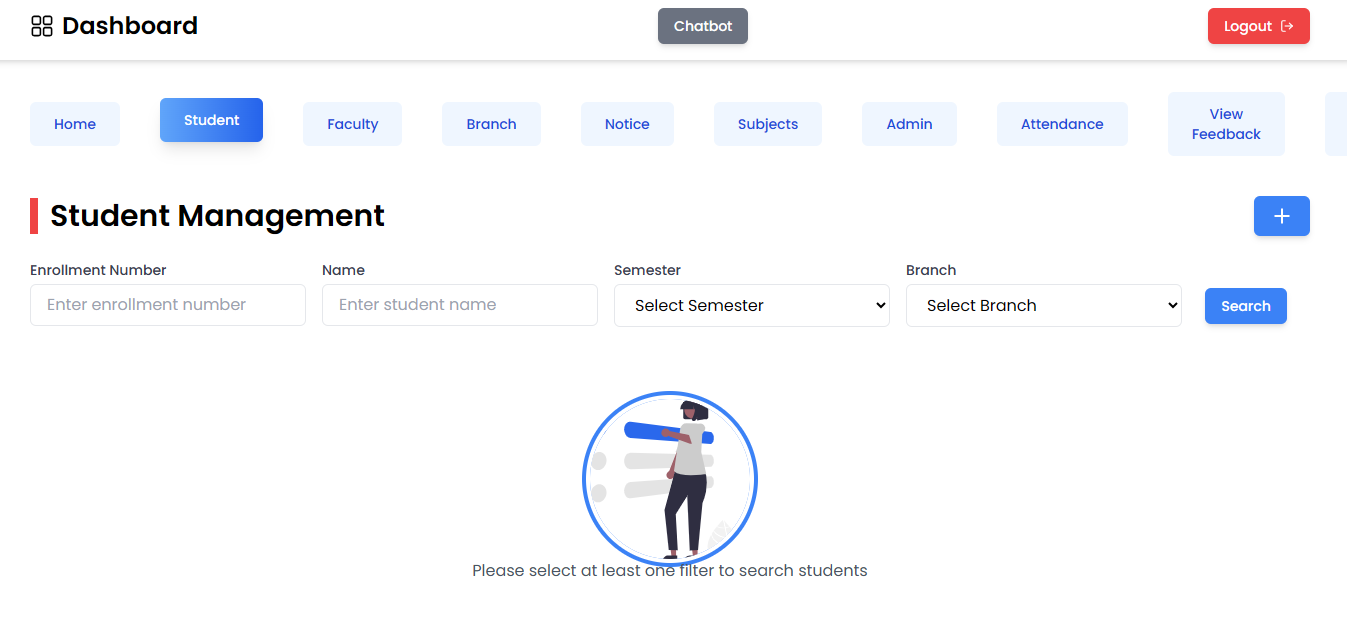 Dashboard
Chatbot
Logout
Home
Student
Faculty
Branch
Notice
Subjects
Admin
Attendance
View
Feedback
Student Management
Enrollment Number
Name
Semester
Branch
Enter enrollment number
Enter student name
Select Semester
Select Branch
Search
Please select at least one filter to search students